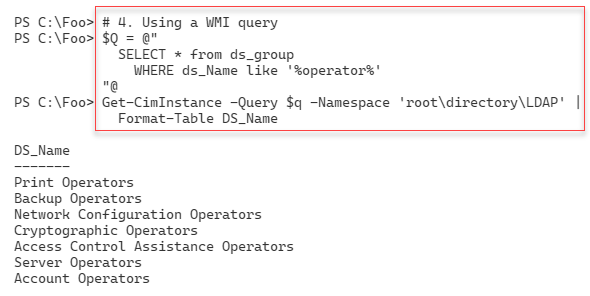 PS C:\Foo> # 4. Using a WMI query
PS C:\Foo> $Q = @"
SELECT * from ds_group
WHERE ds_Name like '%operator%'
"@
PS C:\Foo> Get-CimInstance -Query $q -Namespace 'root\directory\LDAP' |
Format-Table DS_Name
DS_Name
-------
Print Operators
Backup Operators
Network Configuration Operators
Cryptographic Operators
Access Control Assistance Operators
Server Operators
Account Operators